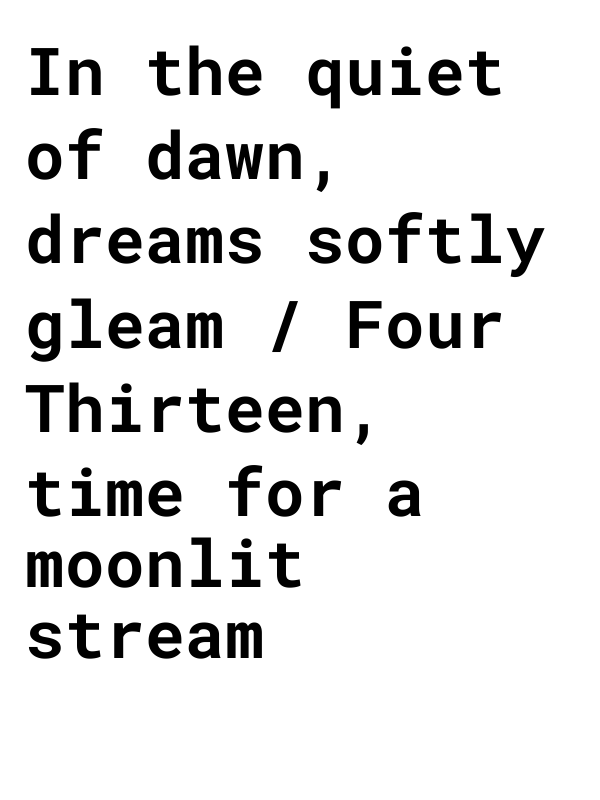 In the quiet
of dawn,
dreams softly
gleam / Four
Thirteen,
time for a
moonlit
stream